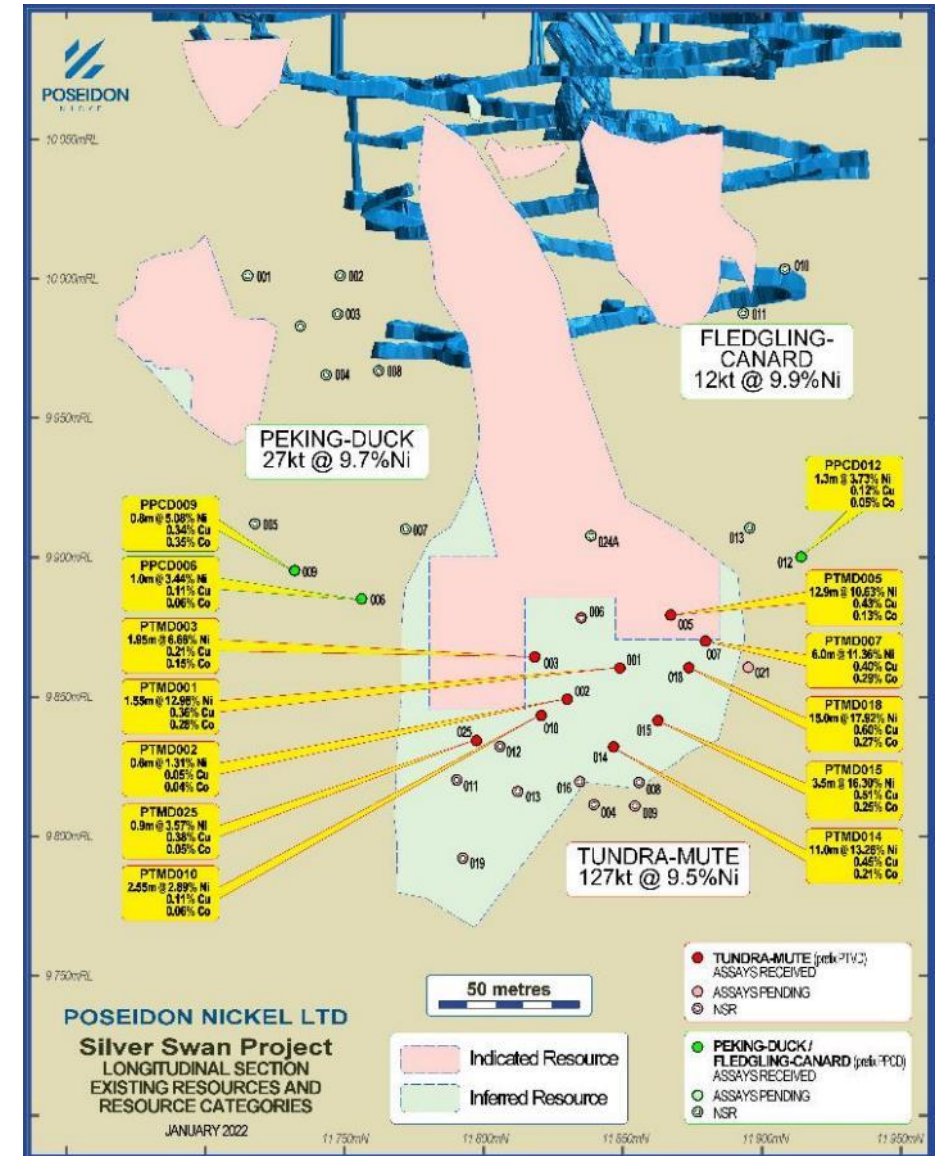 POSEIDON
NICKEL
10 950mRL
10 900mRL
9 950mRL
9 900mRL
9 850mRL
9 800mRL
9 750mRL
001
002
003
004
008
010
011
FLEDGLING-
CANARD
12kt @ 9.9%Ni
PEKING-DUCK
27kt @ 9.7%Ni
PPCD012
1.3m @ 3.73% Ni
0.12% Cu
0.05% Co
PPCD009
0.8m @ 5.08% Ni
0.34% Cu
0.35% Co
005
007
024A
013
012
009
PPCD006
1.0m @ 3.44% Ni
0.11% Cu
0.06% Co
006
PTMD005
12.9m @ 10.63% Ni
0.43% Cu
0.13% Co
006
005
PTMD003
1.95m @ 6.68% Ni
0.21% Cu
0.15% Co
003
001
007
018
021
PTMD007
6.0m @ 11.36% Ni
0.40% Cu
0.29% Co
PTMD001
1.55m @ 12.98% Ni
0.36% Cu
0.28% Co
002
010
015
PTMD018
15.0m @ 17.92% Ni
0.60% Cu
0.27% Co
PTMD002
0.6m @ 1.31% Ni
0.05% Cu
0.04% Co
025
012
014
PTMD015
3.5m @ 16.30% Ni
0.51% Cu
0.25% Co
PTMD025
0.9m @ 3.57% Ni
0.38% Cu
0.05% Co
011
013
016
008
004
009
PTMD014
11.0m @ 13.26% Ni
0.45% Cu
0.21% Co
PTMD010
2.55m @ 2.89% Ni
0.11% Cu
0.06% Co
019
TUNDRA-MUTE
127kt @ 9.5%Ni
50 metres
TUNDRA-MUTE (prefix PTMD)
ASSAYS RECEIVED
ASSAYS PENDING
NSR
PEKING-DUCK /
FLEDGLING-CANARD (prefix PPCD)
ASSAYS RECEIVED
ASSAYS PENDING
NSR
Indicated Resource
Inferred Resource
POSEIDON NICKEL LTD
Silver Swan Project
LONGITUDINAL SECTION
EXISTING RESOURCES AND
RESOURCE CATEGORIES
JANUARY 2022
11 750mN
11 800mN
11 850mN
11 900mN
11 950mN